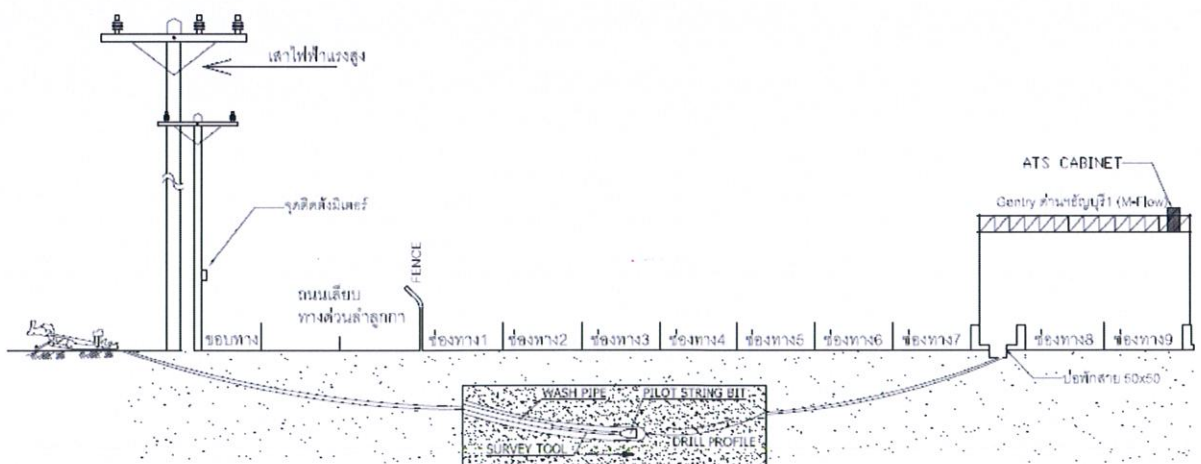 เสาไฟฟ้าแรงสูง
ATS CABINET
Gentry ด่านฯธัญบุรี1 (M-Flow)
จุดติดตั้งมิเตอร์
FENCE
ถนนเลียบ
ทางด่วนลำลูกกา
ขอบทาง
ช่องทาง1
ช่องทาง2
ช่องทาง3
ช่องทาง4
ช่องทาง5
ช่องทาง6
ช่องทาง7
ช่องทาง8
ช่องทาง9
บ่อพักสาย 50x50
WASH PIPE
PILOT STRING BIT
DRILL PROFILE
SURVEY TOOL